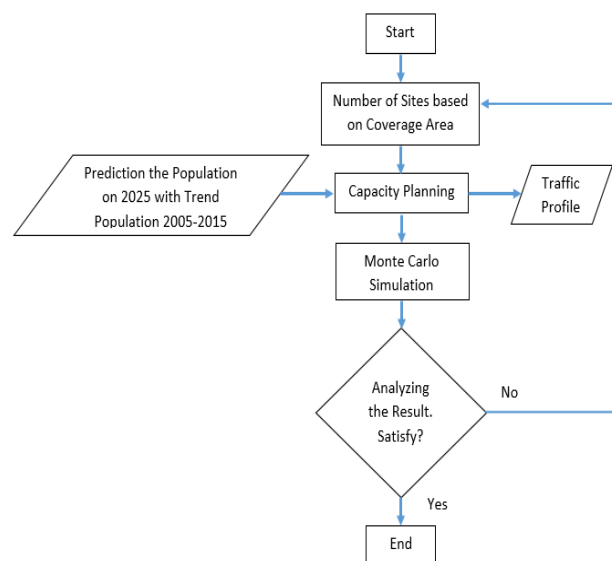 Start
Number of Sites based
on Coverage Area
Prediction the Population
on 2025 with Trend
Population 2005-2015
Capacity Planning
Traffic
Profile
Monte Carlo
Simulation
Analyzing
the Result.
Satisfy?
No
Yes
End